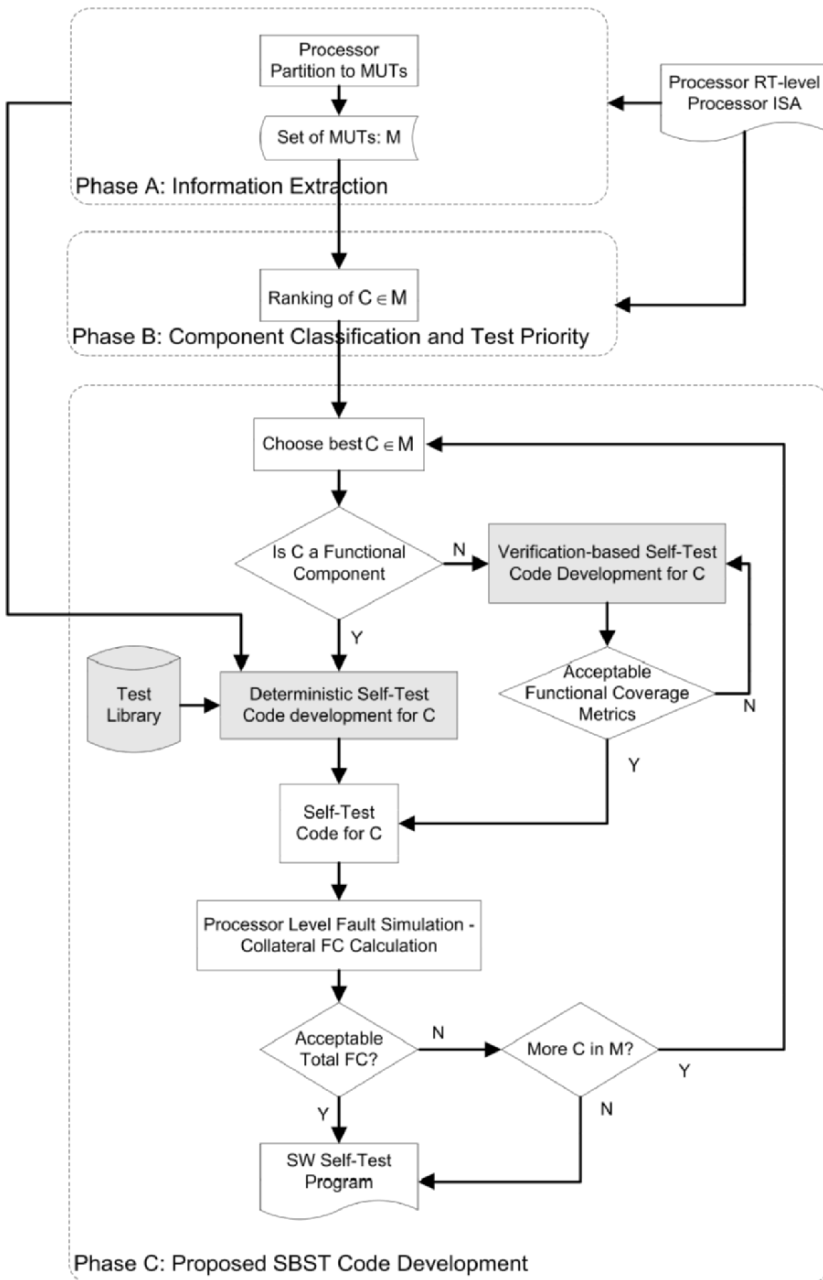 Processor
Partition to MUTs
Processor RT-level
Processor ISA
Set of MUTs: M
Phase A: Information Extraction
Ranking of C ∈ M
Phase B: Component Classification and Test Priority
Choose best C ∈ M
Is C a Functional
Component
N
Verification-based Self-Test
Code Development for C
Y
Acceptable
Functional Coverage
Metrics
N
Test
Library
Deterministic Self-Test
Code development for C
Y
Self-Test
Code for C
Processor Level Fault Simulation -
Collateral FC Calculation
Acceptable
Total FC?
N
More C in M?
Y
Y
N
SW Self-Test
Program
Phase C: Proposed SBST Code Development